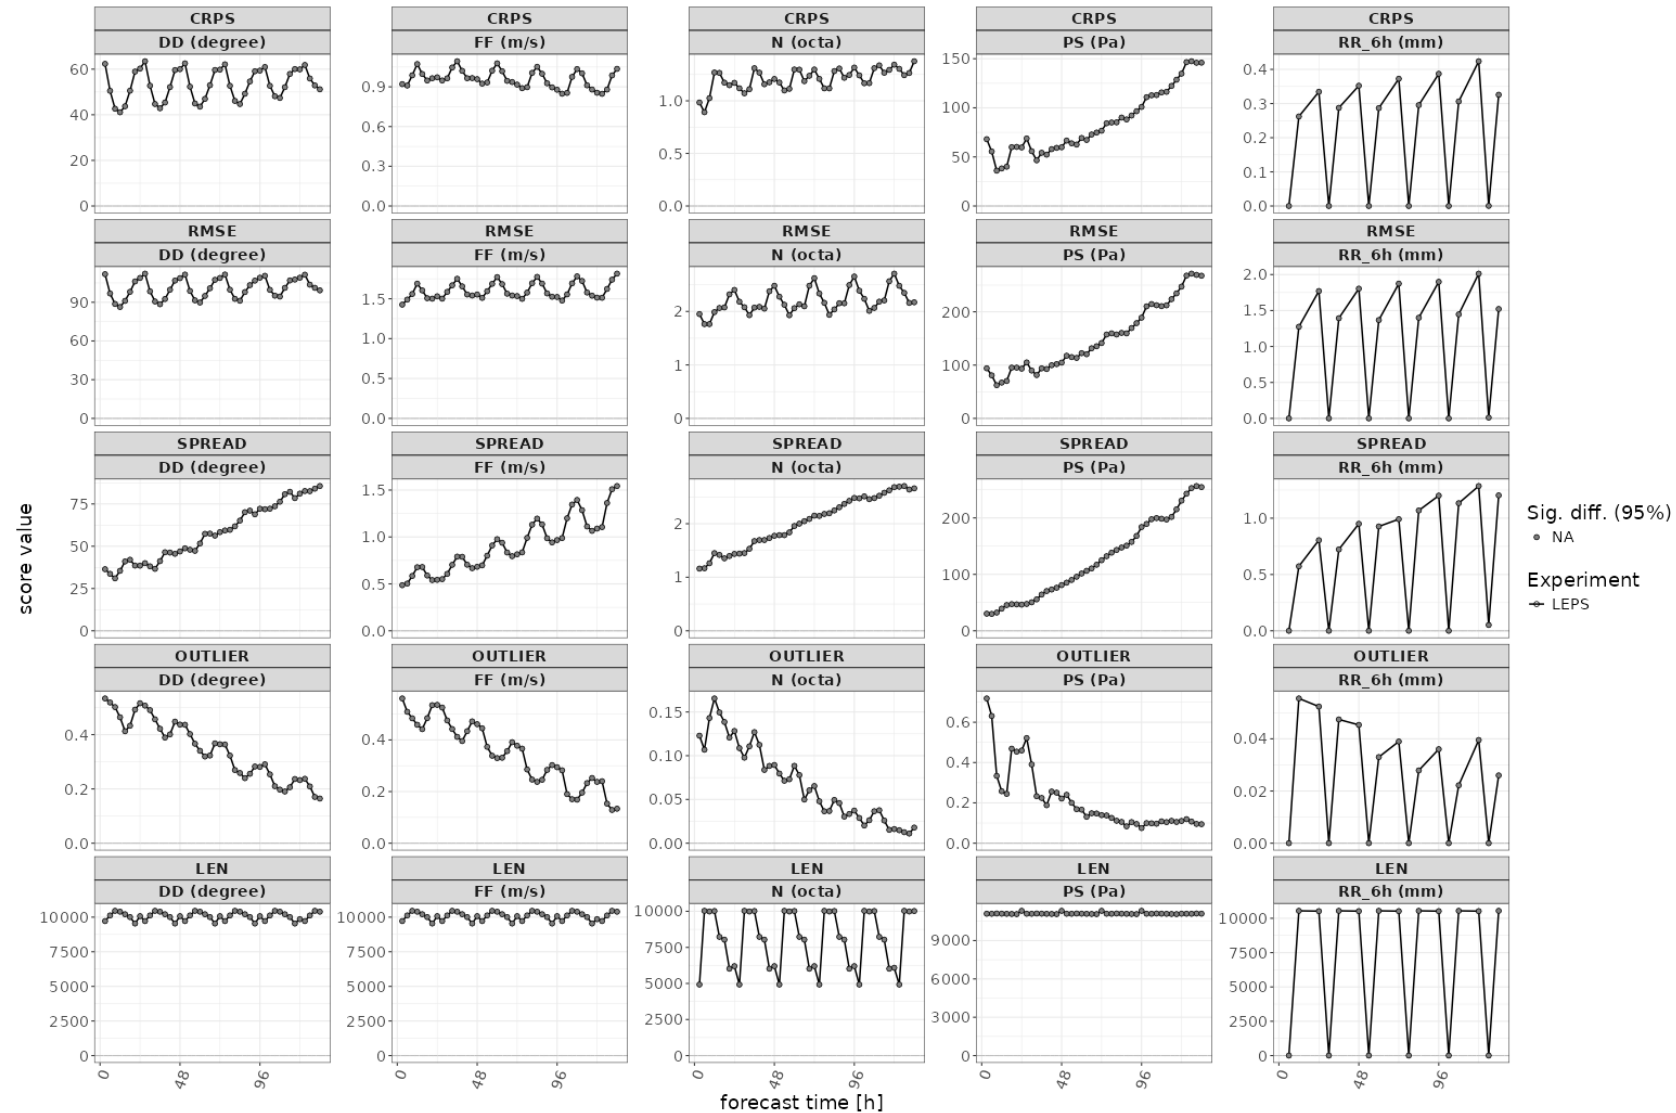 CRPS CRPS CRPS CRPS CRPS
DD (degree) FF (m/s) N (octa) PS (Pa) RR_6h (mm)
60 40 20 0
0.9 0.6 0.3 0.0
1.0 0.5 0.0
150 100 50 0
0.4 0.3 0.2 0.1 0.0
RMSE RMSE RMSE RMSE RMSE
DD (degree) FF (m/s) N (octa) PS (Pa) RR_6h (mm)
90 60 30 0
1.5 1.0 0.5 0.0
2 1 0
200 100 0
2.0 1.5 1.0 0.5 0.0
SPREAD SPREAD SPREAD SPREAD SPREAD
DD (degree) FF (m/s) N (octa) PS (Pa) RR_6h (mm)
75 50 25 0
1.5 1.0 0.5 0.0
2 1 0
200 100 0
1.0 0.5 0.0
OUTLIER OUTLIER OUTLIER OUTLIER OUTLIER
DD (degree) FF (m/s) N (octa) PS (Pa) RR_6h (mm)
0.4 0.2 0.0
0.4 0.2 0.0
0.15 0.10 0.05 0.00
0.6 0.4 0.2 0.0
0.04 0.02 0.00
LEN LEN LEN LEN LEN
DD (degree) FF (m/s) N (octa) PS (Pa) RR_6h (mm)
10000 7500 5000 2500 0
10000 7500 5000 2500 0
10000 7500 5000 2500 0
9000 6000 3000 0
10000 7500 5000 2500 0
0 48 96 0 48 96 0 48 96 0 48 96 0 48 96
forecast time [h]
score value
Sig. diff. (95%)
NA
Experiment
LEPS